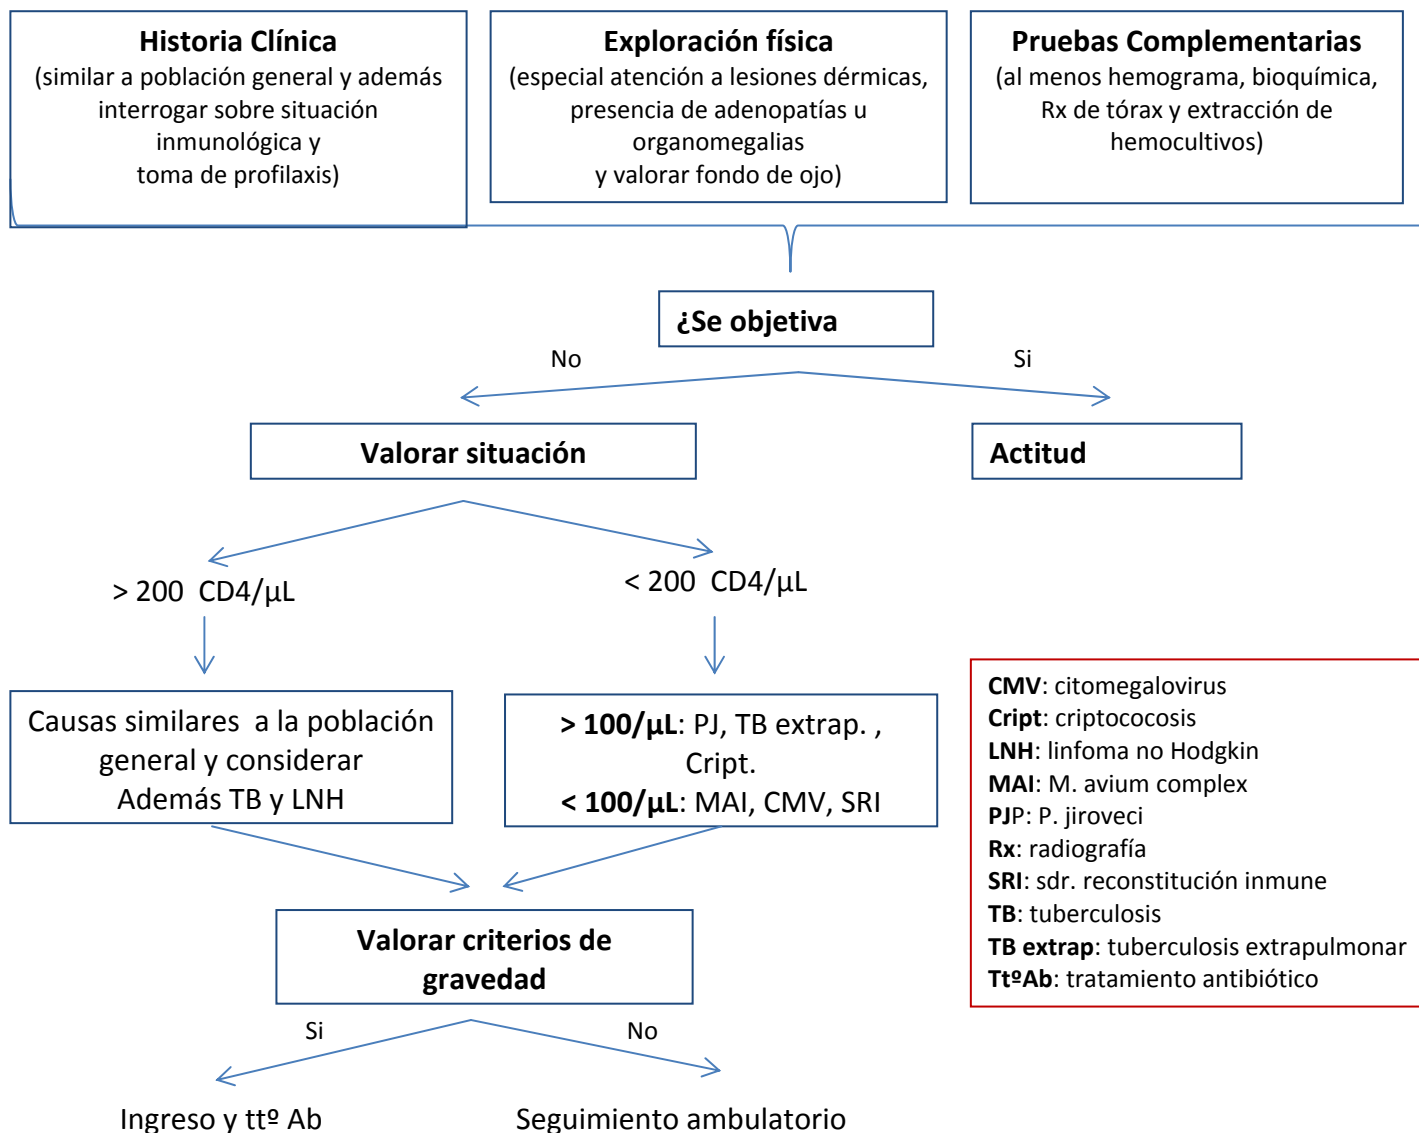 Historia Clínica
(similar a población general y además
interrogar sobre situación
inmunológica y
toma de profilaxis)
Exploración física
(especial atención a lesiones dérmicas,
presencia de adenopatías u
organomegalias
y valorar fondo de ojo)
Pruebas Complementarias
(al menos hemograma, bioquímica,
Rx de tórax y extracción de
hemocultivos)
¿Se objetiva
No
Si
Valorar situación
Actitud
> 200 CD4/µL
< 200 CD4/µL
Causas similares a la población
general y considerar
Además TB y LNH
> 100/µL: PJ, TB extrap. ,
Cript.
< 100/µL: MAI, CMV, SRI
CMV: citomegalovirus
Cript: criptococosis
LNH: linfoma no Hodgkin
MAI: M. avium complex
PJP: P. jiroveci
Rx: radiografía
SRI: sdr. reconstitución inmune
TB: tuberculosis
TB extrap: tuberculosis extrapulmonar
TtºAb: tratamiento antibiótico
Valorar criterios de
gravedad
Si
No
Ingreso y ttº Ab
Seguimiento ambulatorio